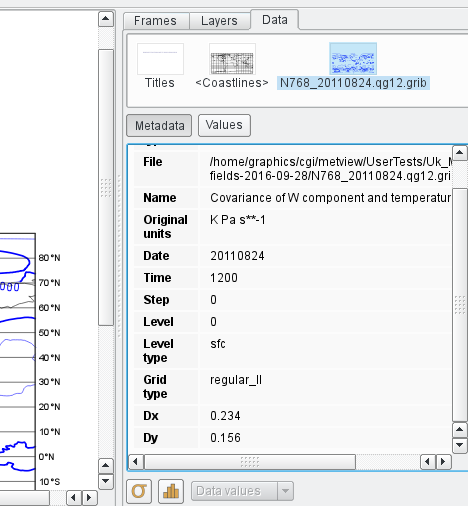 Frames
Layers
Data
Titles
<Coastlines>
N768_20110824.qg12.grib
Metadata
Values
File
/home/graphics/cgi/metview/UserTests/Uk_M
fields-2016-09-28/N768_20110824.qg12.gri
Name
Covariance of W component and temperatur
Original
units
K Pa s**-1
Date
20110824
Time
1200
Step
0
Level
0
Level
type
sfc
Grid
type
regular_ll
Dx
0.234
Dy
0.156
80°N
70°N
60°N
50°N
40°N
30°N
20°N
10°N
0°N
10°S
σ
Data values